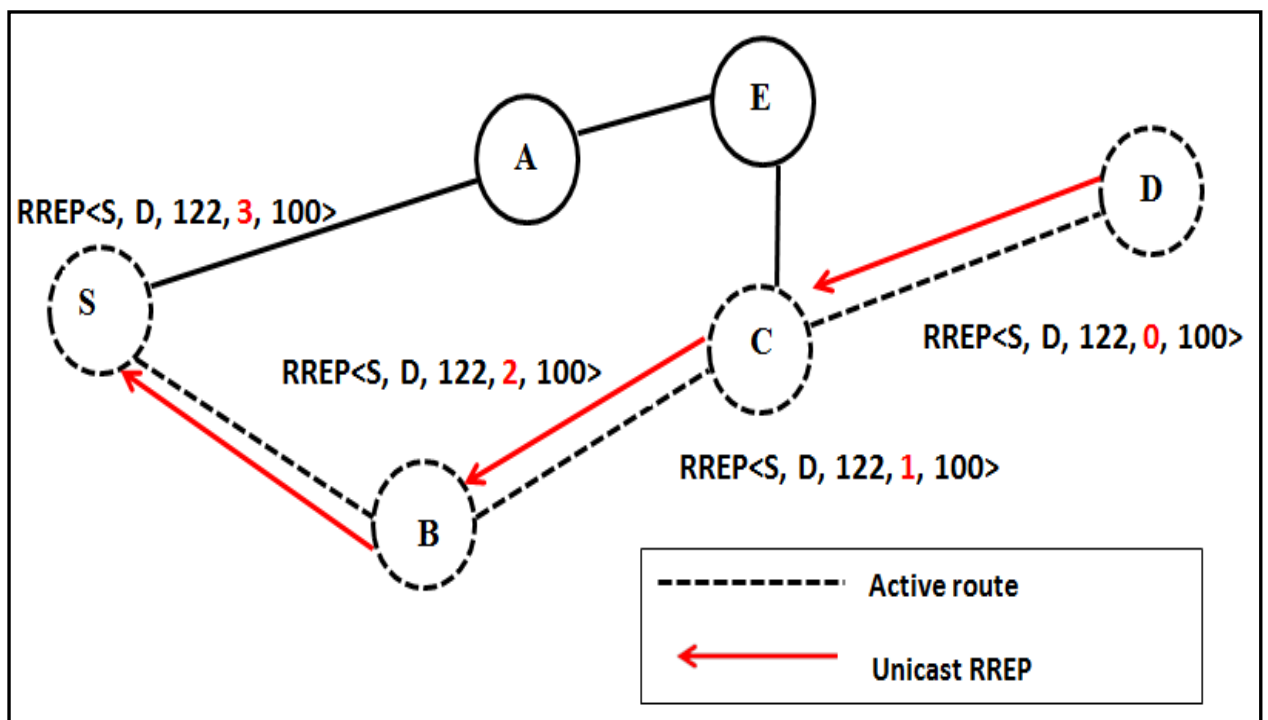 E
A
D
RREP<S, D, 122, 3, 100>
S
RREP<S, D, 122, 0, 100>
C
RREP<S, D, 122, 2, 100>
RREP<S, D, 122, 1, 100>
B
Active route
Unicast RREP